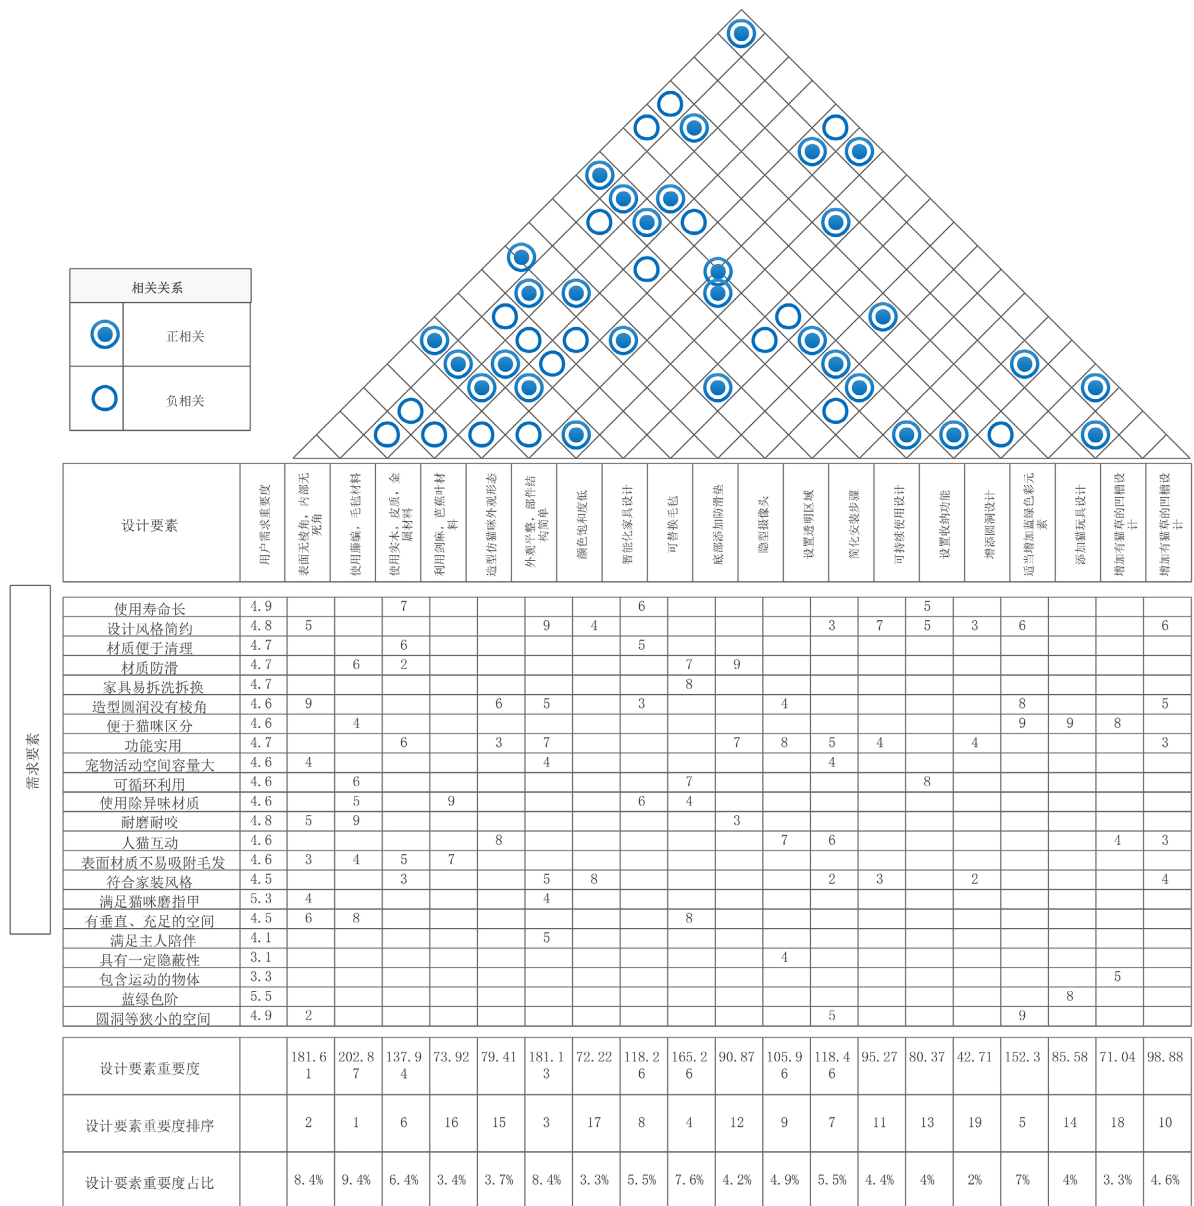 相关关系
正相关
负相关
设计要素
用户需求重要度
表面无棱角，内部无
死角
使用藤编，毛毡材料
使用实木，皮质，金
属材料
利用剑麻，芭蕉叶材
料
造型仿猫咪外观形态
外观平整，部件结
构简单
颜色饱和度低
智能化家具设计
可替换毛毡
底部添加防滑垫
隐型摄像头
设置透明区域
简化安装步骤
可持续使用设计
设置收纳功能
增添圆洞设计
适当增加蓝绿色彩元
素
添加猫玩具设计
增加有猫草的凹槽设
计
增加有猫草的凹槽设
计
需求要素
使用寿命长 4.9 7 6 5
设计风格简约 4.8 5 9 4 3 7 5 3 6 6
材质便于清理 4.7 6 5
材质防滑 4.7 6 2 7 9
家具易拆洗拆换 4.7 8
造型圆润没有棱角 4.6 9 6 5 3 4 8 5
便于猫咪区分 4.6 4 9 9 8
功能实用 4.7 6 3 7 7 8 5 4 4 3
宠物活动空间容量大 4.6 4 4 4
可循环利用 4.6 6 7 8
使用除异味材质 4.6 5 9 6 4
耐磨耐咬 4.8 5 9 3
人猫互动 4.6 8 7 6 4 3
表面材质不易吸附毛发 4.6 3 4 5 7
符合家装风格 4.5 3 5 8 2 3 2 4
满足猫咪磨指甲 5.3 4 4
有垂直、充足的空间 4.5 6 8 8
满足主人陪伴 4.1 5
具有一定隐蔽性 3.1 4
包含运动的物体 3.3 5
蓝绿色阶 5.5 8
圆洞等狭小的空间 4.9 2 5 9
设计要素重要度 181.61 202.87 137.94 73.92 79.41 181.13 72.22 118.26 165.26 90.87 105.96 118.46 95.27 80.37 42.71 152.3 85.58 71.04 98.88
设计要素重要度排序 2 1 6 16 15 3 17 8 4 12 9 7 11 13 19 5 14 18 10
设计要素重要度占比 8.4% 9.4% 6.4% 3.4% 3.7% 8.4% 3.3% 5.5% 7.6% 4.2% 4.9% 5.5% 4.4% 4% 2% 7% 4% 3.3% 4.6%